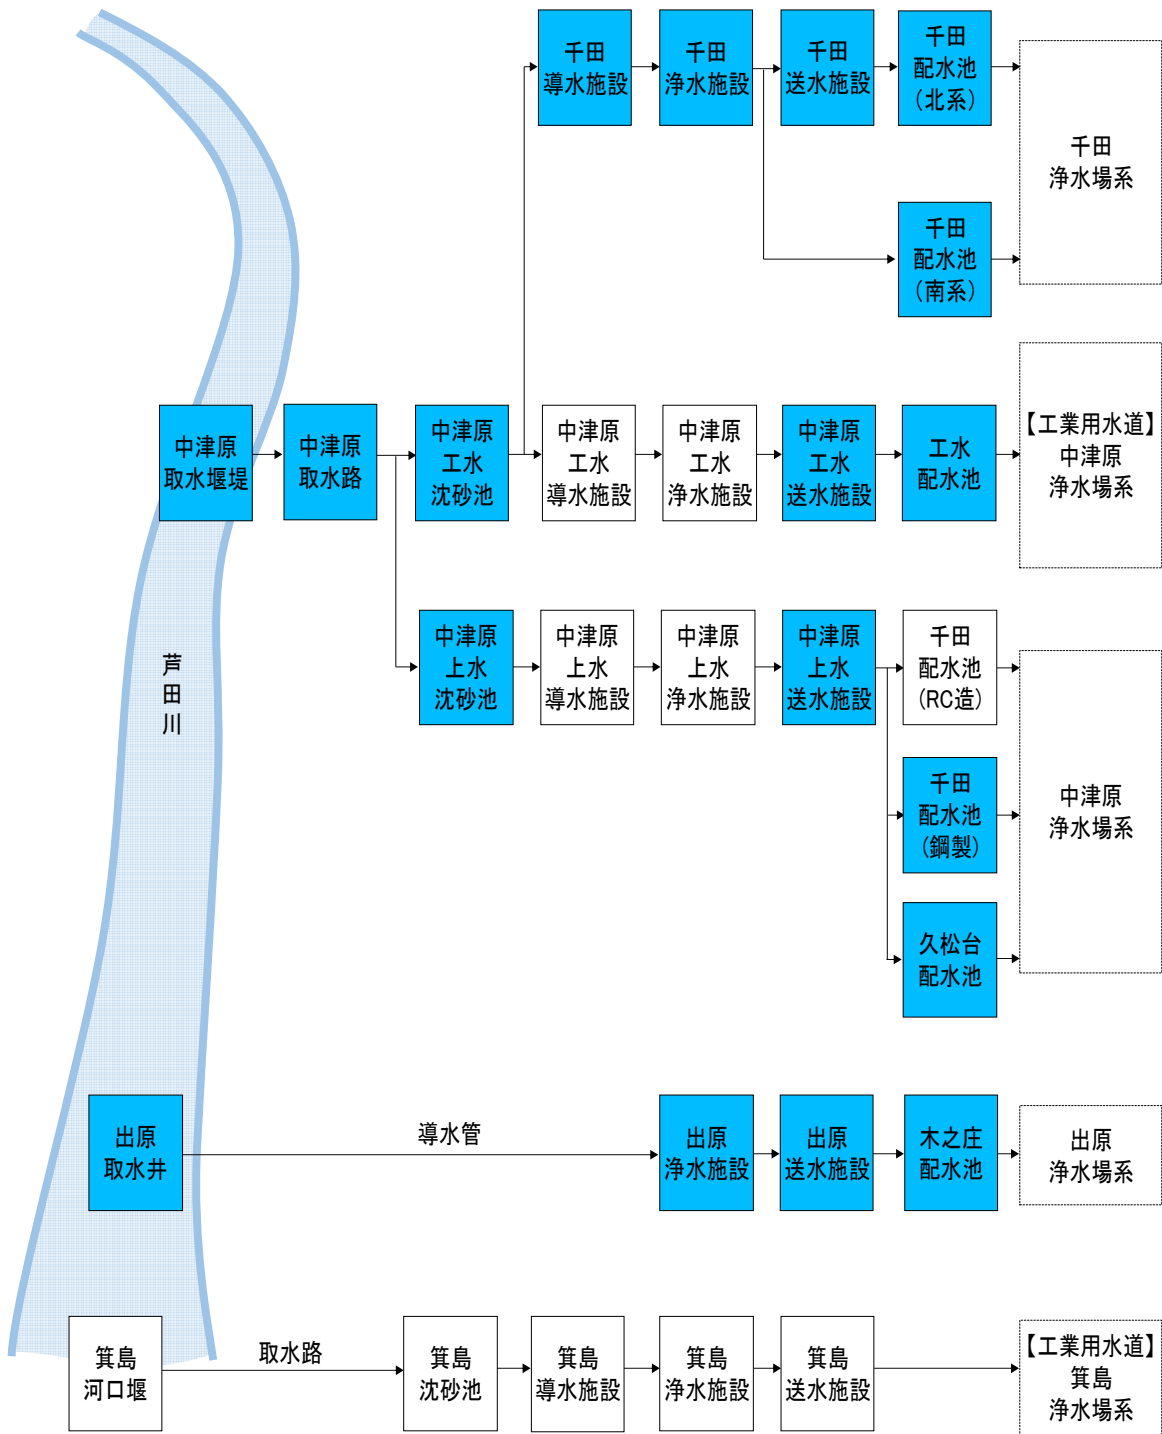 千田
導水施設
千田
浄水施設
千田
送水施設
千田
配水池
(北系)
千田
浄水場系
千田
配水池
(南系)
中津原
取水堰堤
中津原
取水路
中津原
工水
沈砂池
中津原
工水
導水施設
中津原
工水
浄水施設
中津原
工水
送水施設
工水
配水池
【工業用水道】
中津原
浄水場系
芦田川
中津原
上水
沈砂池
中津原
上水
導水施設
中津原
上水
浄水施設
中津原
上水
送水施設
千田
配水池
(RC造)
千田
配水池
(鋼製)
久松台
配水池
中津原
浄水場系
出原
取水井
導水管
出原
浄水施設
出原
送水施設
木之庄
配水池
出原
浄水場系
箕島
河口堰
取水路
箕島
沈砂池
箕島
導水施設
箕島
浄水施設
箕島
送水施設
【工業用水道】
箕島
浄水場系